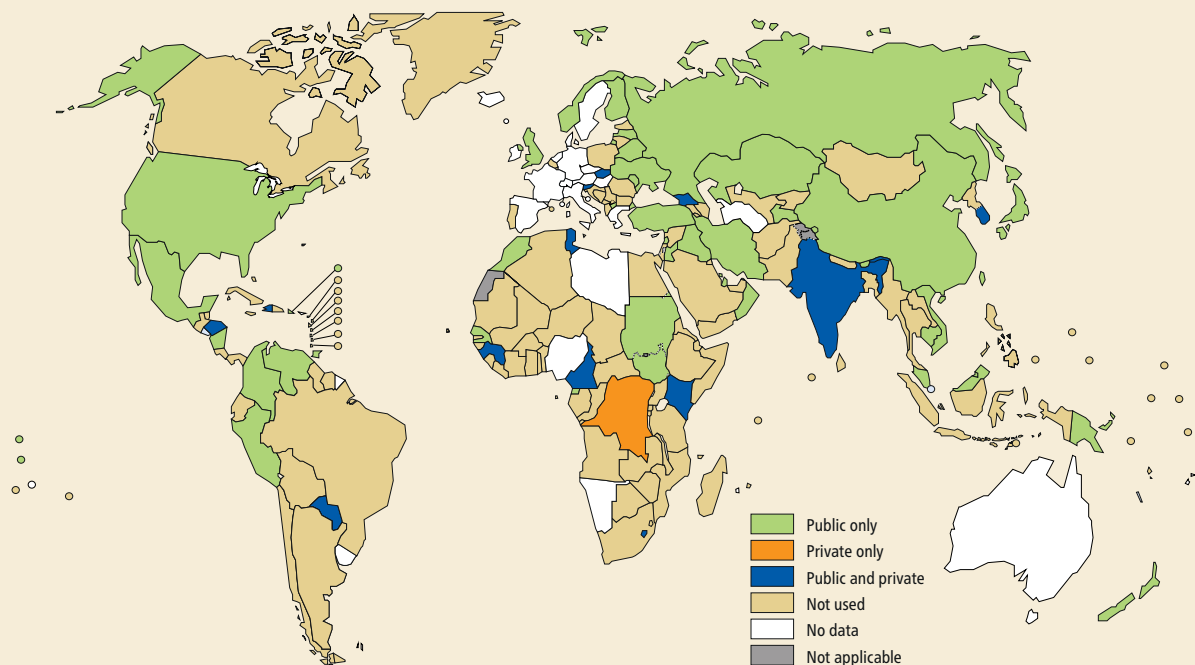 Public only
Private only
Public and private
Not used
No data
Not applicable